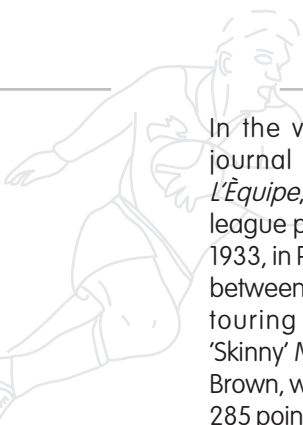 In the v
journal
L'Èquipe,
league p
1933, in P
between
touring
'Skinny' M
Brown, w
285 poin